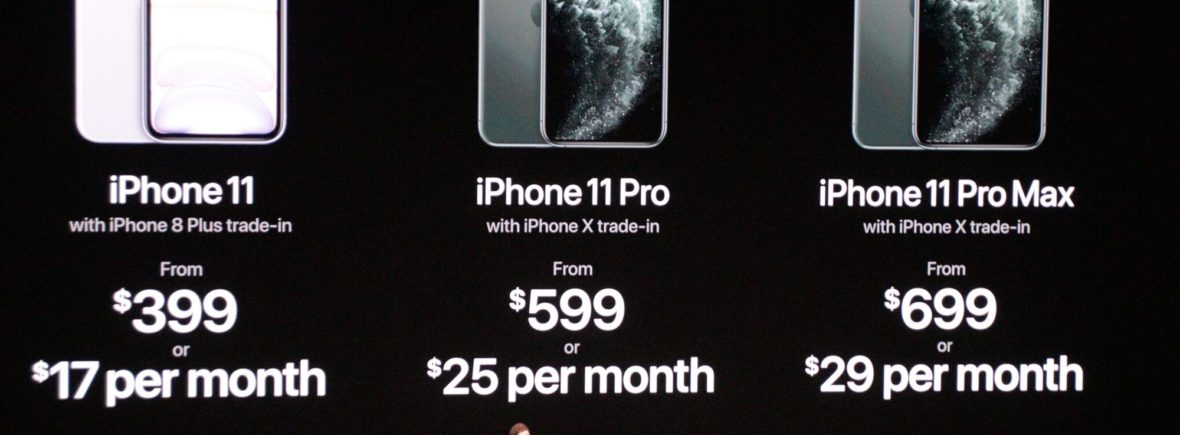 iPhone 11
with iPhone 8 Plus trade-in
From
$399
or
$17 per month
iPhone 11 Pro
with iPhone X trade-in
From
$599
or
$25 per month
iPhone 11 Pro Max
with iPhone X trade-in
From
$699
or
$29 per month